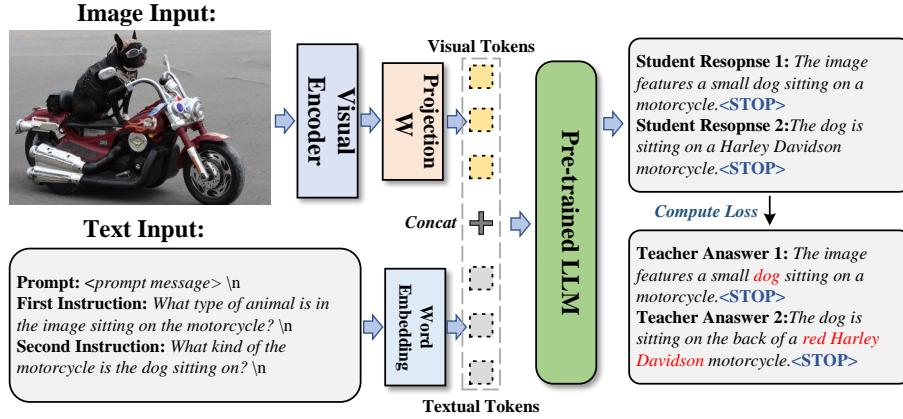 Image Input:
Visual
Encoder
Projection
W
Visual Tokens
Concat
Pre-trained LLM
Student Resopnse 1: The image
features a small dog sitting on a
motorcycle.<STOP>
Student Resopnse 2:The dog is
sitting on a Harley Davidson
motorcycle.<STOP>
Compute Loss
Teacher Anaswer 1: The image
features a small dog sitting on a
motorcycle.<STOP>
Teacher Anaswer 2:The dog is
sitting on the back of a red Harley
Davidson motorcycle.<STOP>
Text Input:
Prompt: <prompt message> \n
First Instruction: What type of animal is in
the image sitting on the motorcycle? \n
Second Instruction: What kind of the
motorcycle is the dog sitting on? \n
Word
Embedding
Textual Tokens